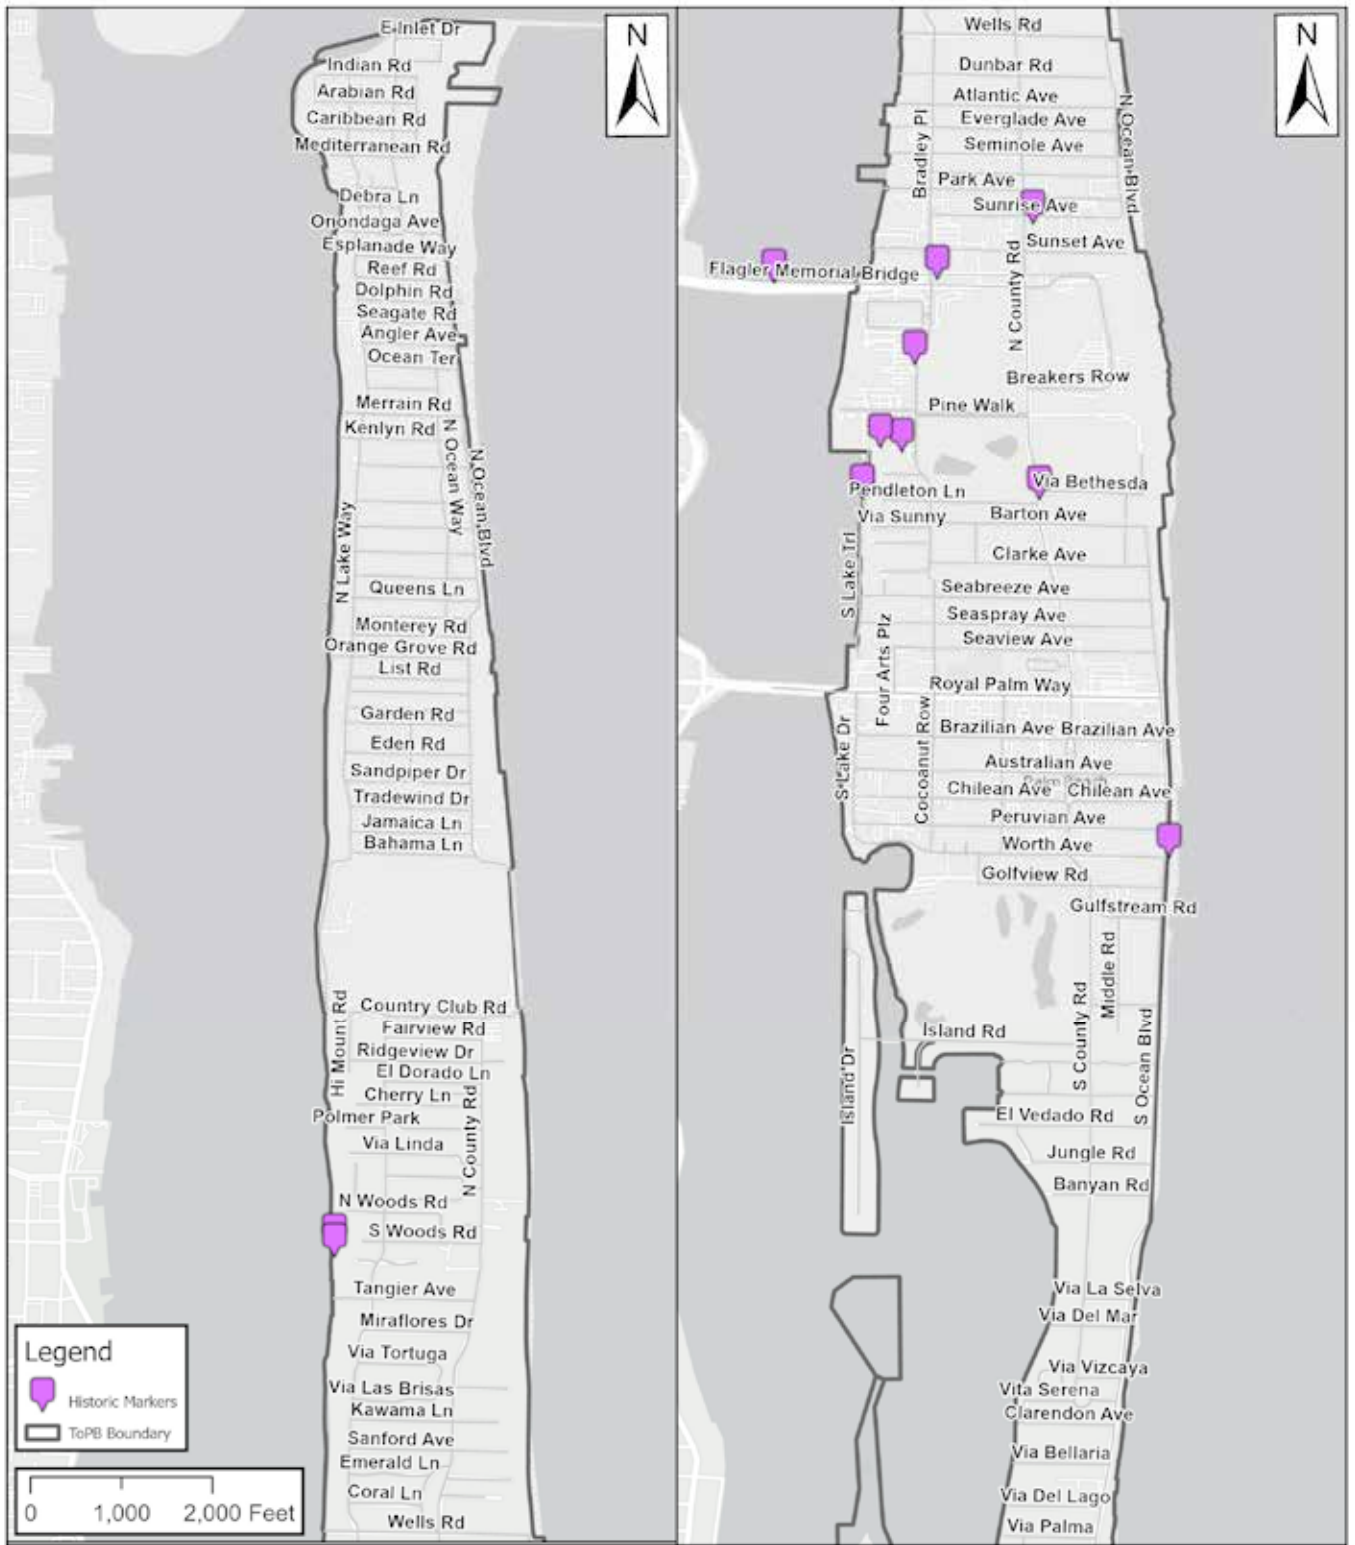 E Inlet Dr
N
Indian Rd
Arabian Rd
Caribbean Rd
Mediterranean Rd
Debra Ln
Onondaga Ave
Esplanade Way
Reef Rd
Dolphin Rd
Seagate Rd
Angler Ave
Ocean Ter
Merrain Rd
Kenlyn Rd
N Ocean Way
N Ocean Blvd
N Lake Way
Queens Ln
Monterey Rd
Orange Grove Rd
List Rd
Garden Rd
Eden Rd
Sandpiper Dr
Tradewind Dr
Jamaica Ln
Bahama Ln
Hi Mount Rd
Country Club Rd
Fairview Rd
Ridgeview Dr
El Dorado Ln
Cherry Ln
Polmer Park
Via Linda
N County Rd
N Woods Rd
S Woods Rd
Tangier Ave
Miraflores Dr
Via Tortuga
Via Las Brisas
Kawama Ln
Sanford Ave
Emerald Ln
Coral Ln
Wells Rd
Legend
Historic Markers
ToPB Boundary
0 1,000 2,000 Feet
Wells Rd
N
Dunbar Rd
Atlantic Ave
Everglade Ave
Seminole Ave
Bradley Pl
N Ocean Blvd
Park Ave
Sunrise Ave
Sunset Ave
Flagler Memorial Bridge
N County Rd
Breakers Row
Pine Walk
Via Bethesda
Pendleton Ln
Via Sunny
Barton Ave
S Lake Trl
Clarke Ave
Seabreeze Ave
Seaspray Ave
Seaview Ave
Four Arts Plz
Royal Palm Way
Cocoanut Row
S Lake Dr
Brazilian Ave Brazilian Ave
Australian Ave
Palm Beach
Chilean Ave Chilean Ave
Peruvian Ave
Worth Ave
Golfview Rd
Gulfstream Rd
Middle Rd
S County Rd
S Ocean Blvd
Island Rd
Island Dr
El Vedado Rd
Jungle Rd
Banyan Rd
Via La Selva
Via Del Mar
Via Vizcaya
Vita Serena
Clarendon Ave
Via Bellaria
Via Del Lago
Via Palma